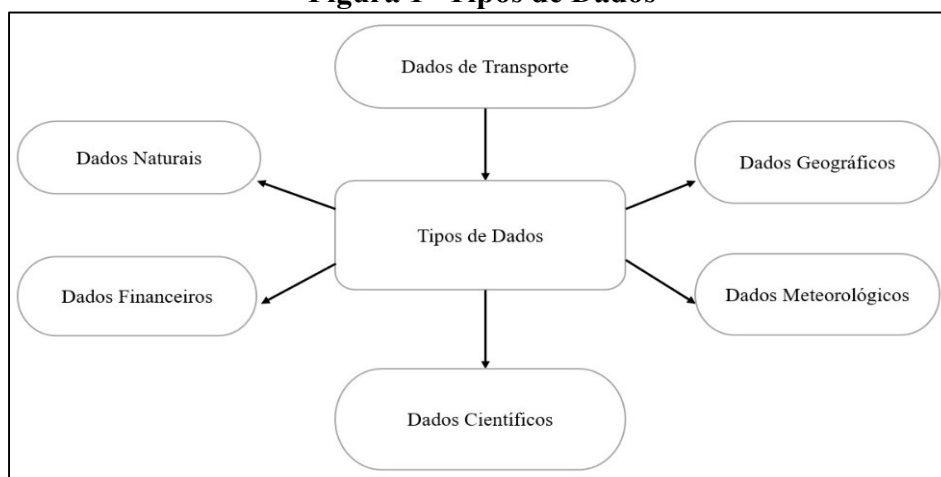 Figura 1 - Tipos de Dados
Dados de Transporte
Dados Naturais
Dados Geográficos
Tipos de Dados
Dados Financeiros
Dados Meteorológicos
Dados Científicos